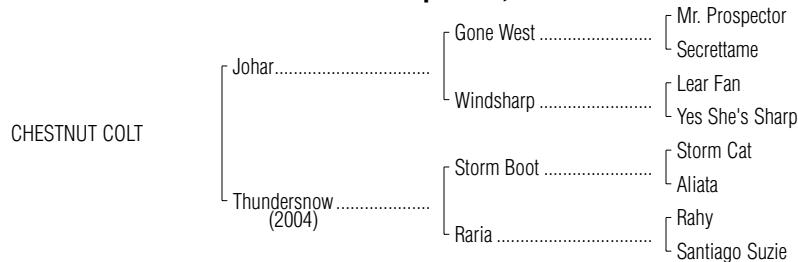 Mr. Prospector
Gone West ......................
Secrettame
Johar...............................
Lear Fan
Windsharp .....................
Yes She's Sharp
CHESTNUT COLT
Storm Cat
Storm Boot .....................
Aliata
Thundersnow...................
(2004)
Rahy
Raria ...............................
Santiago Suzie